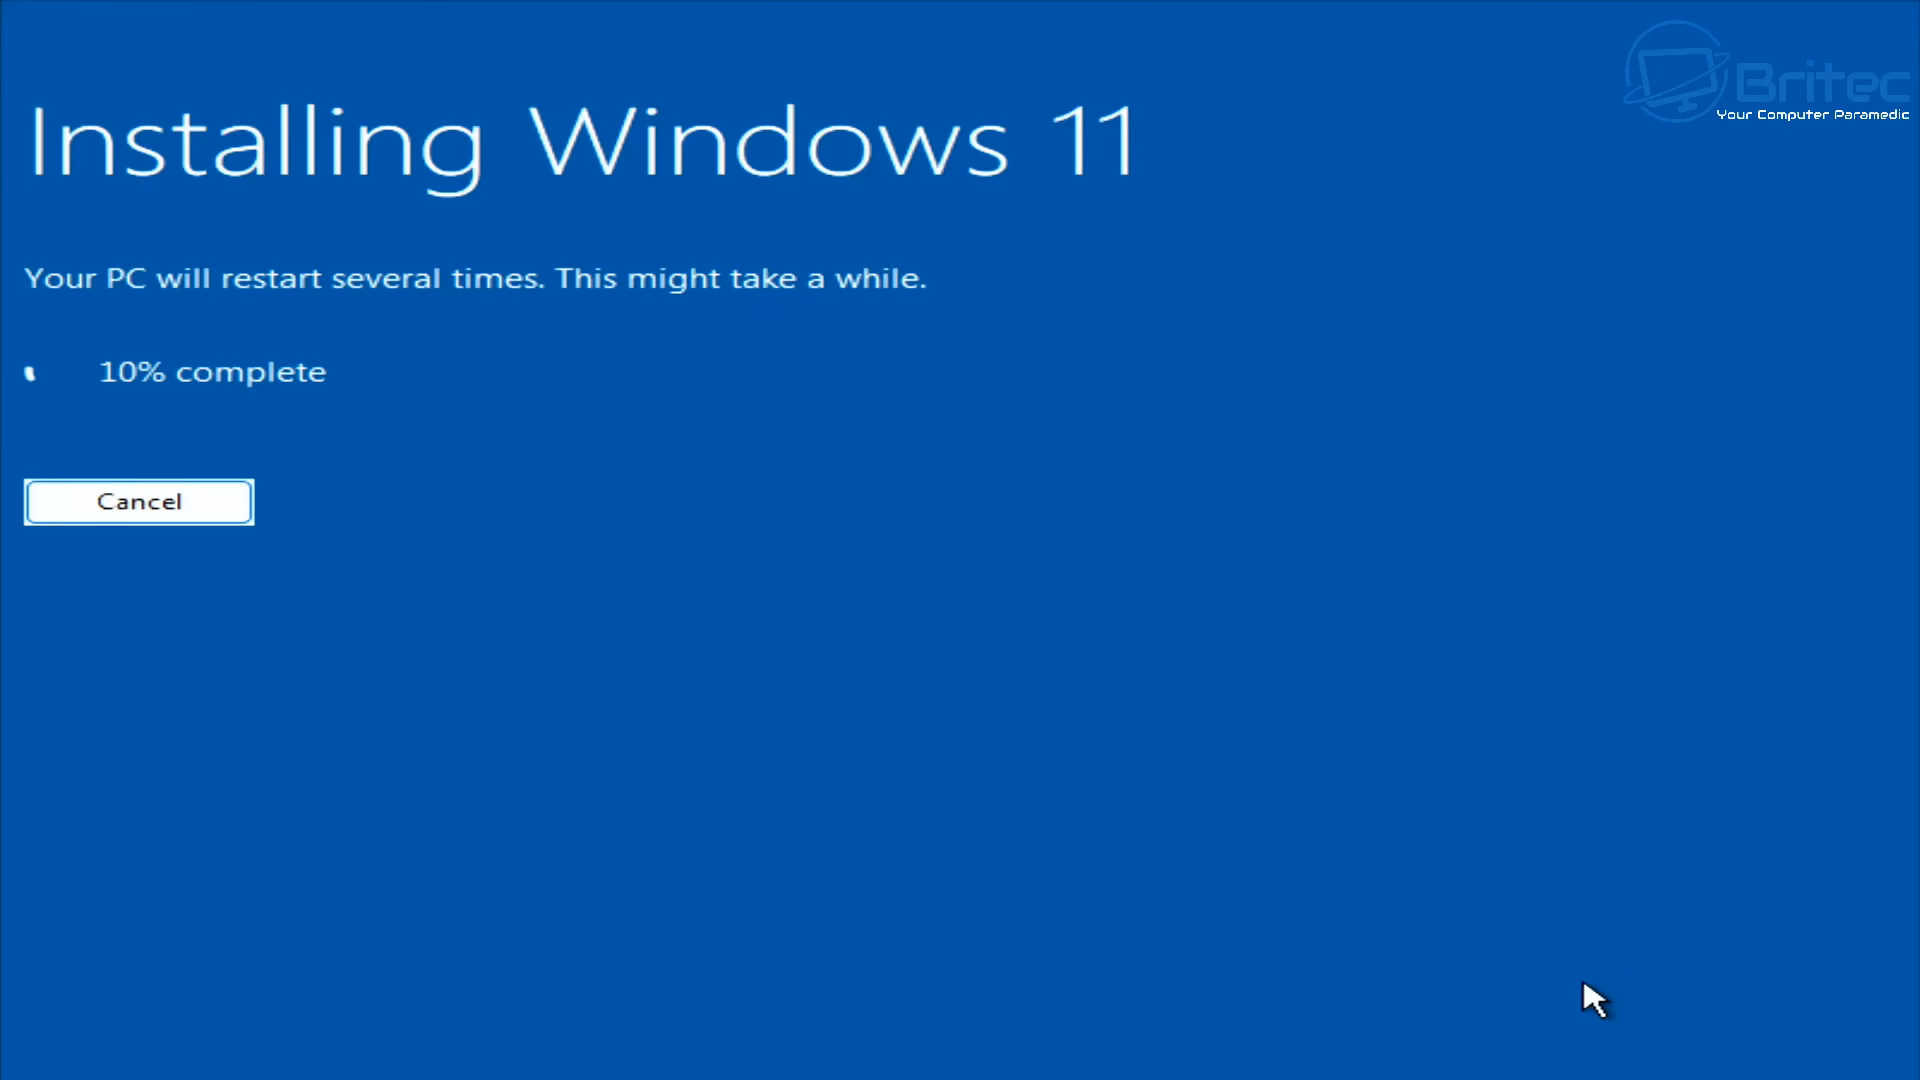 Britec
Your Computer Paramedic
Installing Windows 11
Your PC will restart several times. This might take a while.
10% complete
Cancel